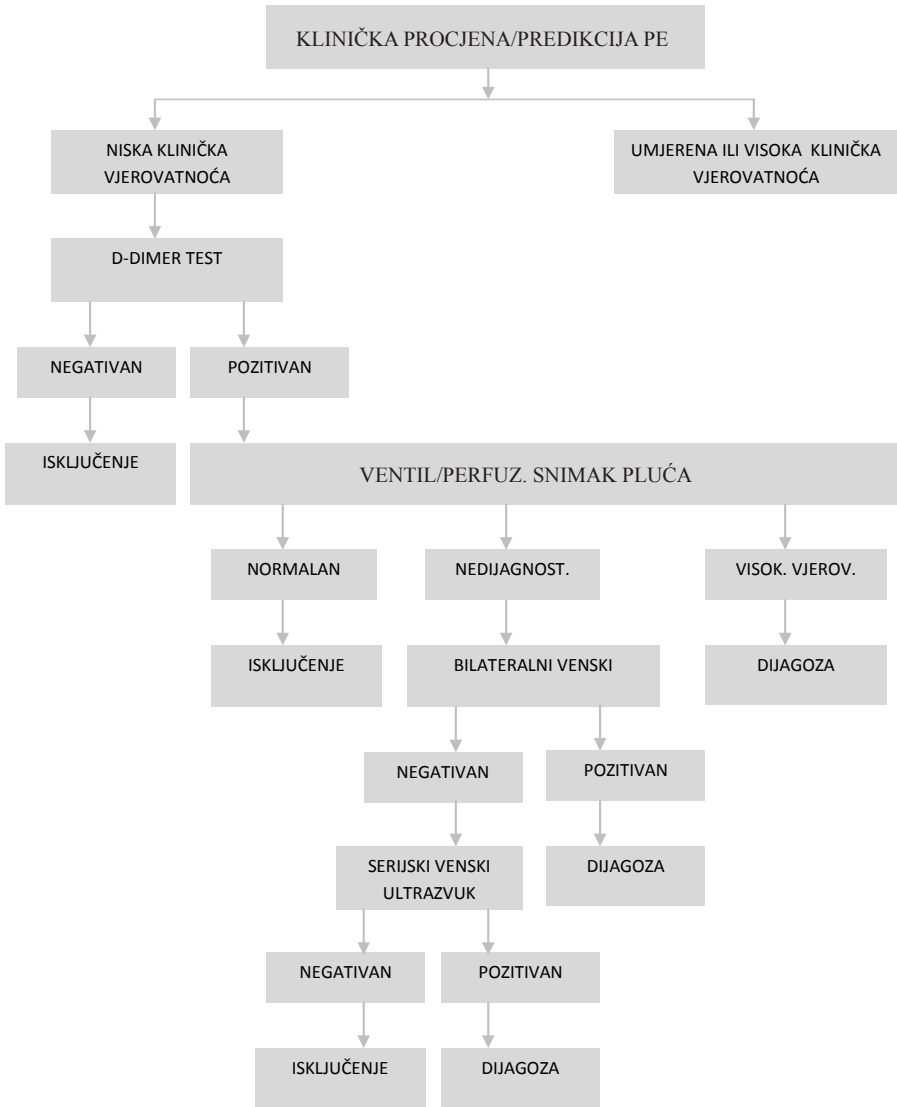 KLINIČKA PROCJENA/PREDIKCIJA PE
NISKA KLINIČKA
VJEROVATNOĆA
UMJERENA ILI VISOKA KLINIČKA
VJEROVATNOĆA
D-DIMER TEST
NEGATIVAN
POZITIVAN
ISKLJUČENJE
VENTIL/PERFUZ. SNIMAK PLUĆA
NORMALAN
NEDIJAGNOST.
VISOK. VJEROV.
ISKLJUČENJE
BILATERALNI VENSKI
DIJAGOZA
NEGATIVAN
POZITIVAN
SERIJSKI VENSKI
ULTRAZVUK
DIJAGOZA
NEGATIVAN
POZITIVAN
ISKLJUČENJE
DIJAGOZA